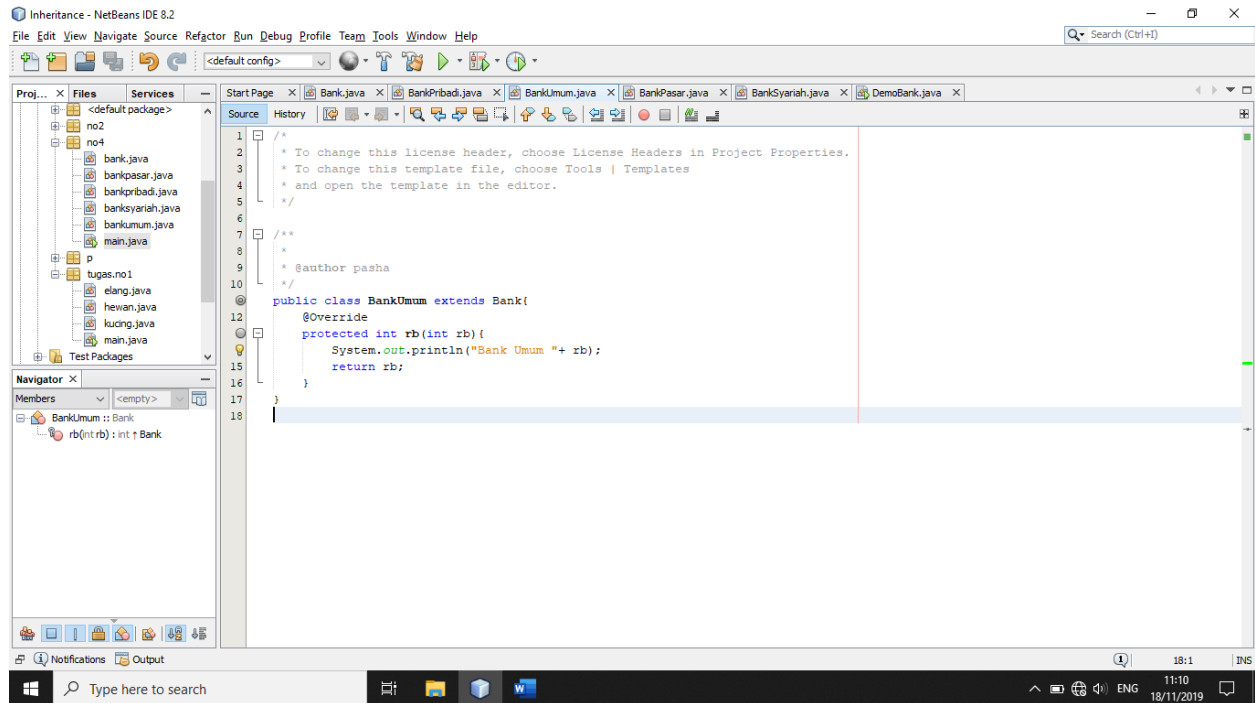 Inheritance - NetBeans IDE 8.2
File Edit View Navigate Source Refactor Run Debug Profile Team Tools Window Help
Search (Ctrl+I)
<default config>
Proj... Files Services
<default package>
no2
no4
bank.java
bankpasar.java
bankpribadi.java
banksyariah.java
bankumum.java
main.java
p
tugas.no1
elang.java
hewan.java
kucing.java
main.java
Test Packages
Navigator
Members <empty>
BankUmum :: Bank
rb(int rb) : int ↑ Bank
Start Page Bank.java BankPribadi.java BankUmum.java BankPasar.java BankSyariah.java DemoBank.java
Source History
1 /*
2 * To change this license header, choose License Headers in Project Properties.
3 * To change this template file, choose Tools | Templates
4 * and open the template in the editor.
5 */
6
7 /**
8 *
9 * @author pasha
10 */
public class BankUmum extends Bank{
12 @Override
protected int rb(int rb){
System.out.println("Bank Umum "+ rb);
15 return rb;
16 }
17 }
18
Notifications Output
1 18:1 INS
Type here to search
ENG 11:10
18/11/2019